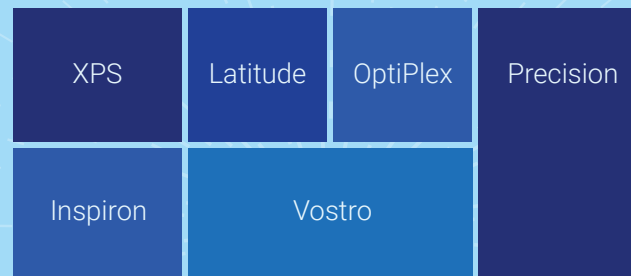 XPS
Latitude
OptiPlex
Precision
Inspiron
Vostro